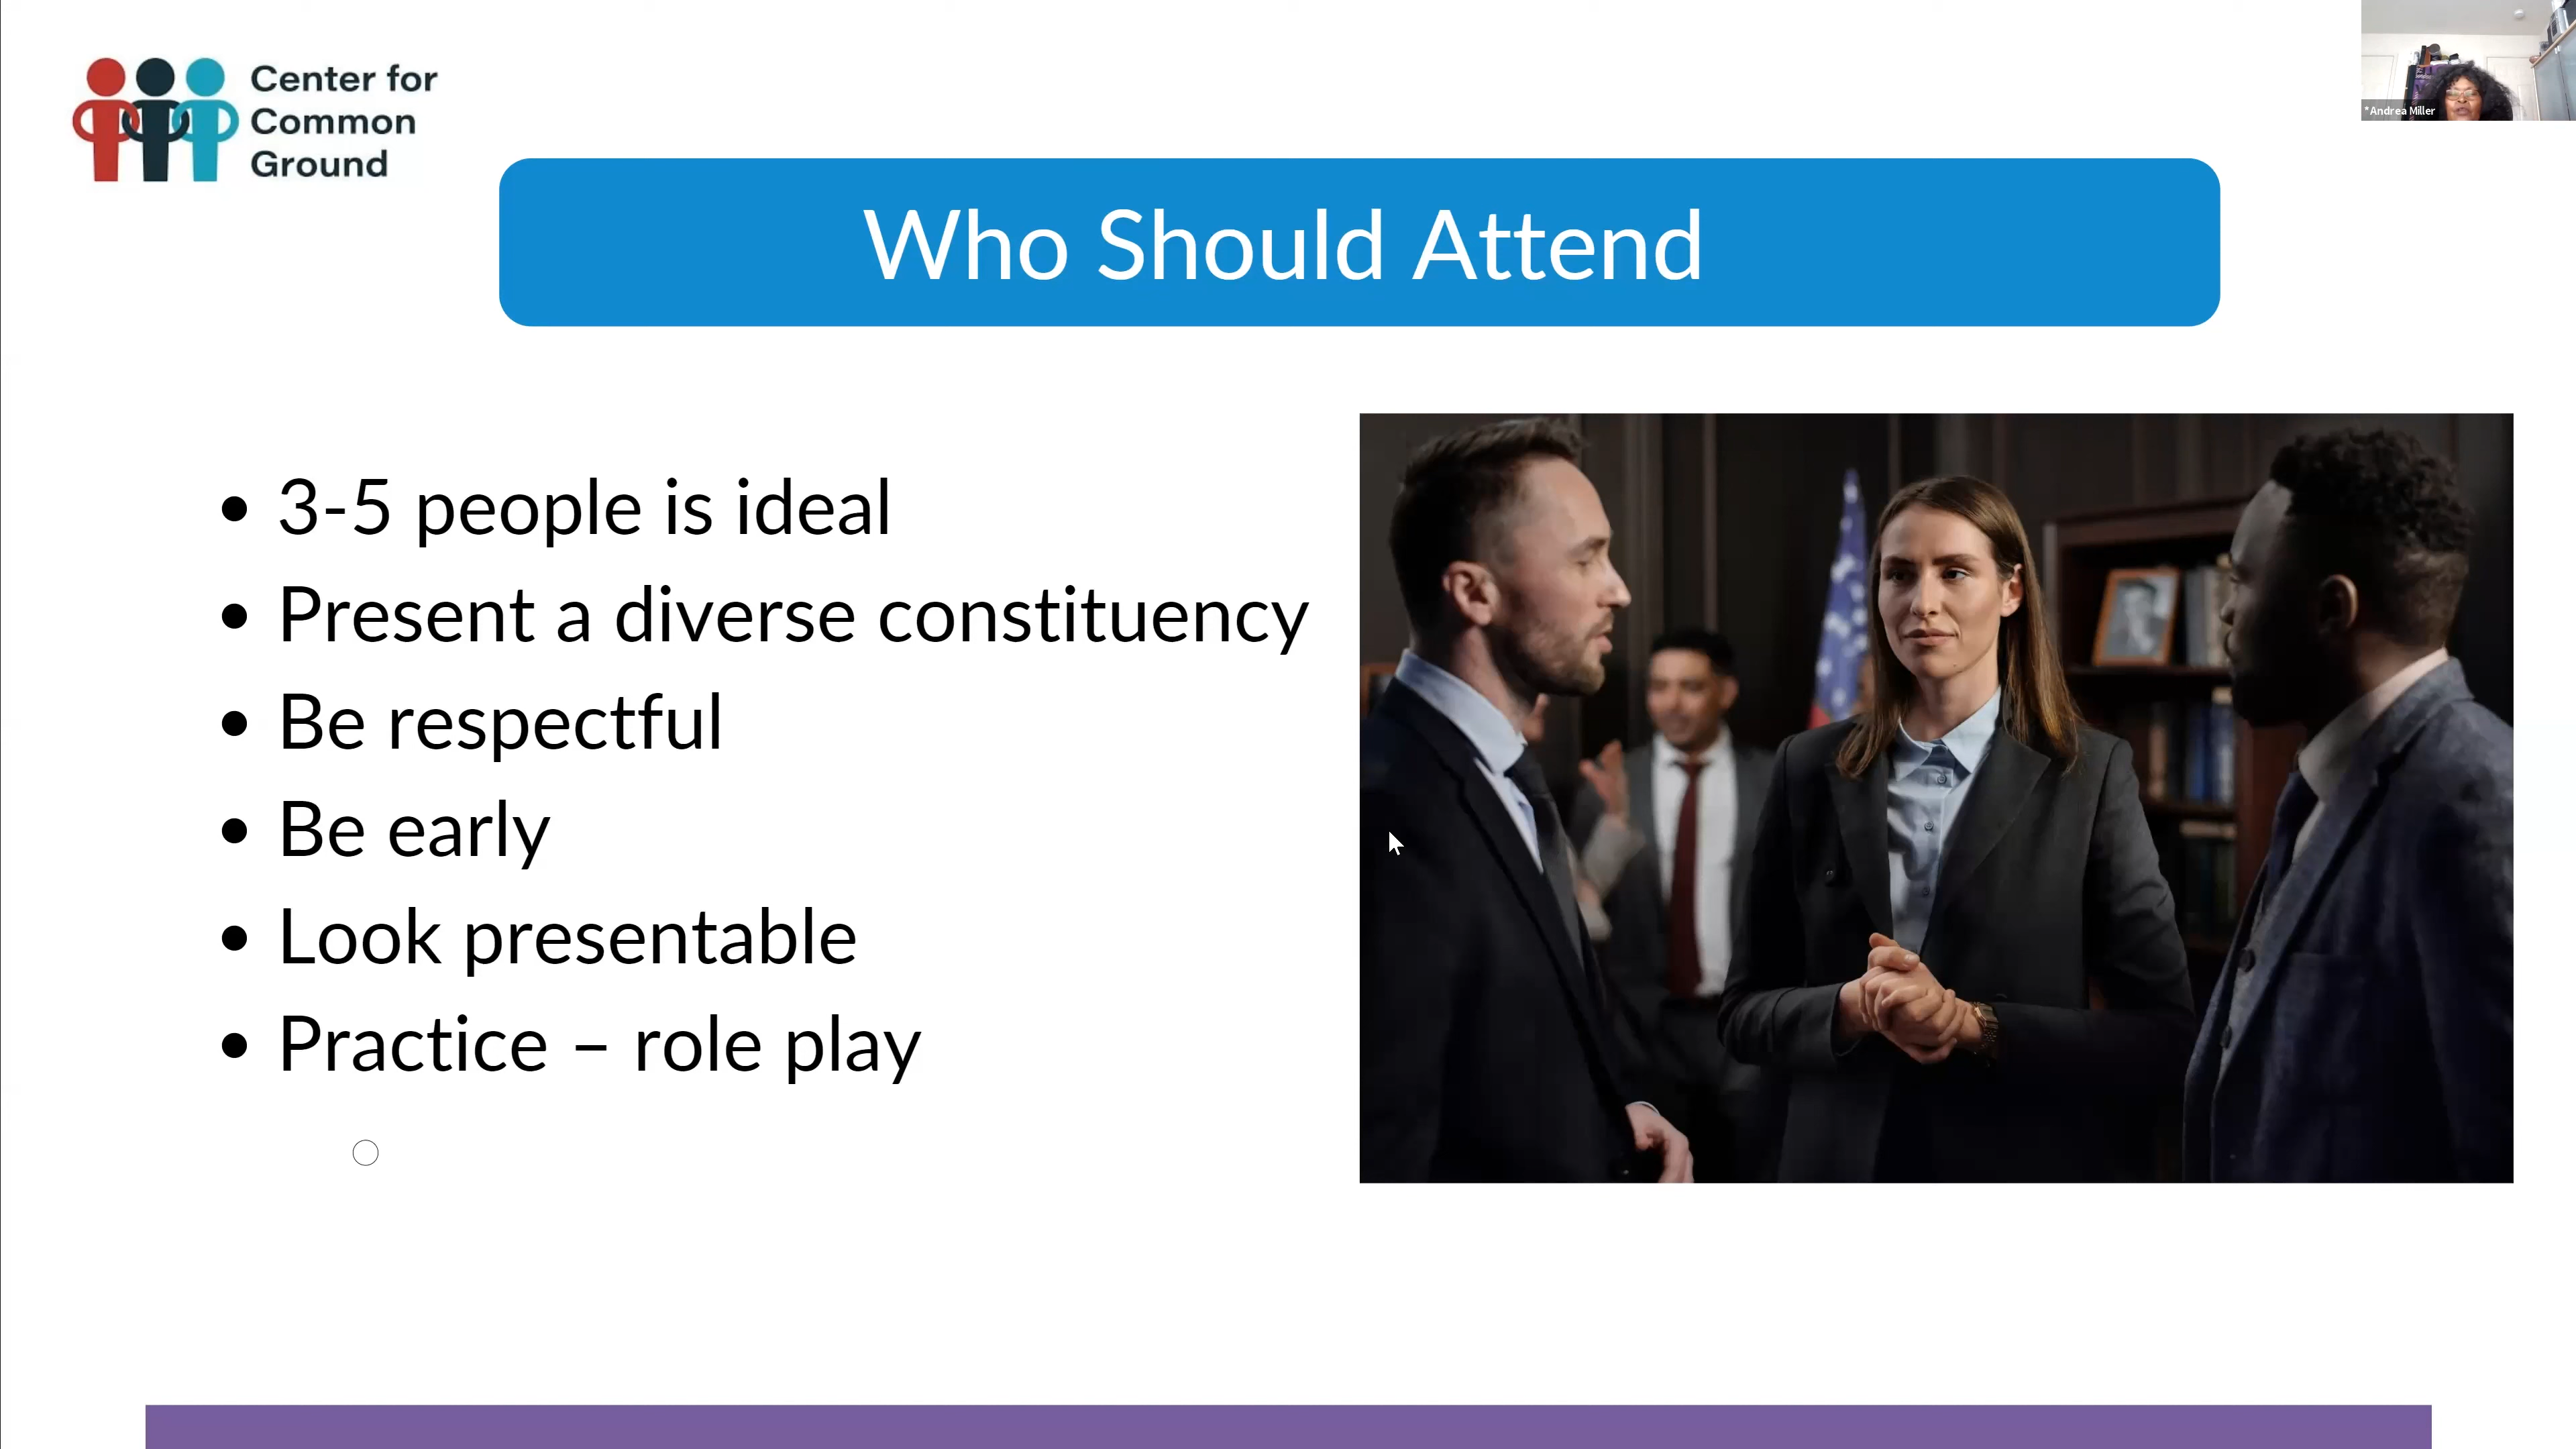 Center for
Common
Ground
*Andrea Miller
Who Should Attend
• 3-5 people is ideal
• Present a diverse constituency
• Be respectful
• Be early
• Look presentable
• Practice – role play